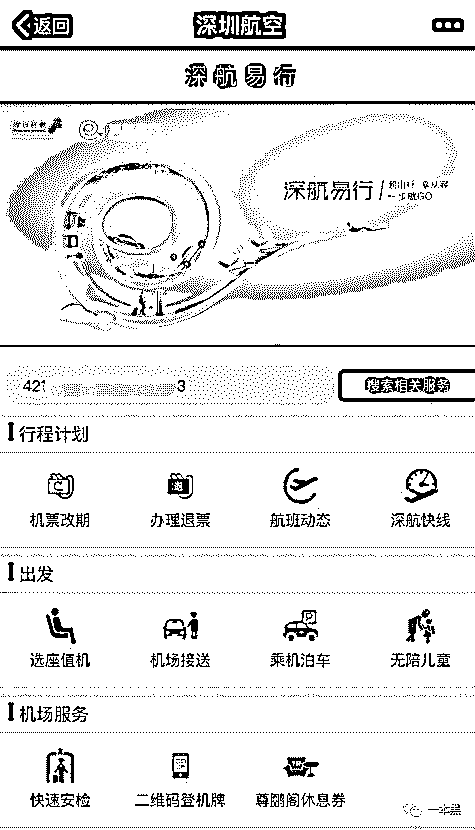 返回 深圳航空
深航易行
深航易行
421 3 搜索相关服务
行程计划
机票改期 办理退票 航班动态 深航快线
出发
选座值机 机场接送 乘机泊车 无陪儿童
机场服务
快速安检 二维码登机牌 尊鹏阁休息券
一本黑